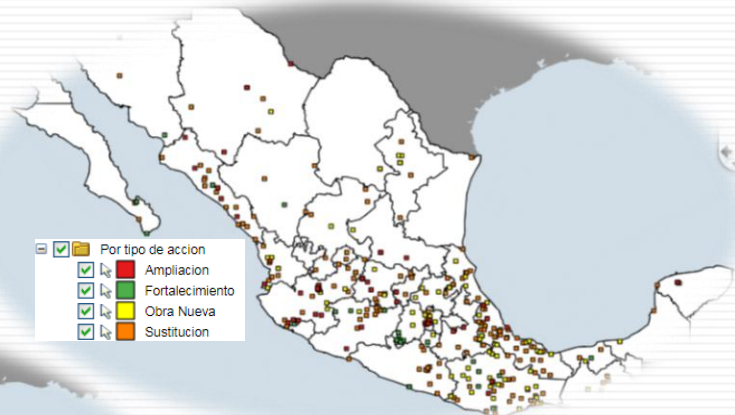 Por tipo de accion
Ampliacion
Fortalecimiento
Obra Nueva
Sustitucion